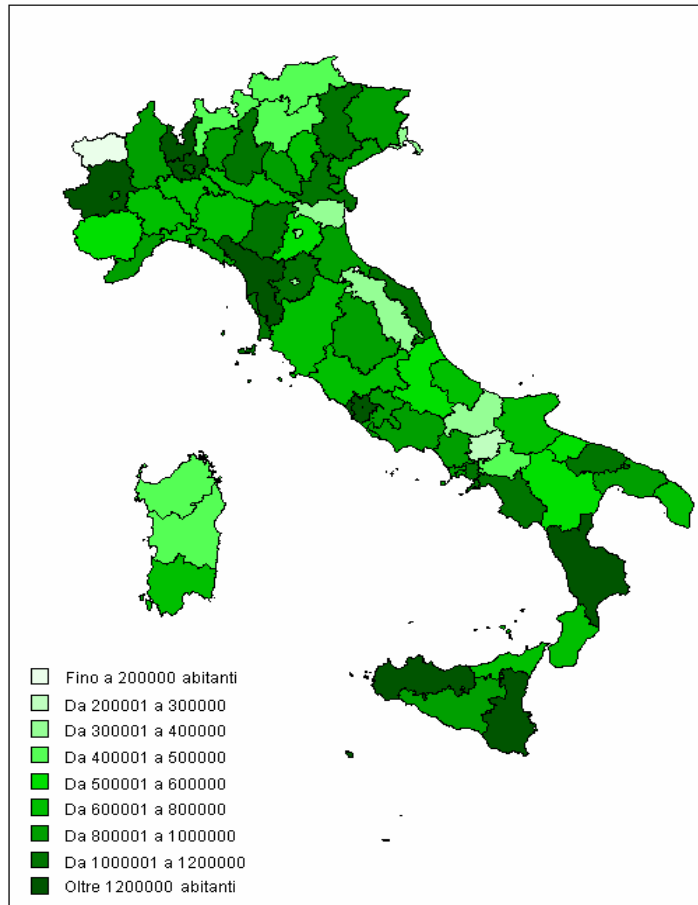 Fino a 200000 abitanti
Da 200001 a 300000
Da 300001 a 400000
Da 400001 a 500000
Da 500001 a 600000
Da 600001 a 800000
Da 800001 a 1000000
Da 1000001 a 1200000
Oltre 1200000 abitanti